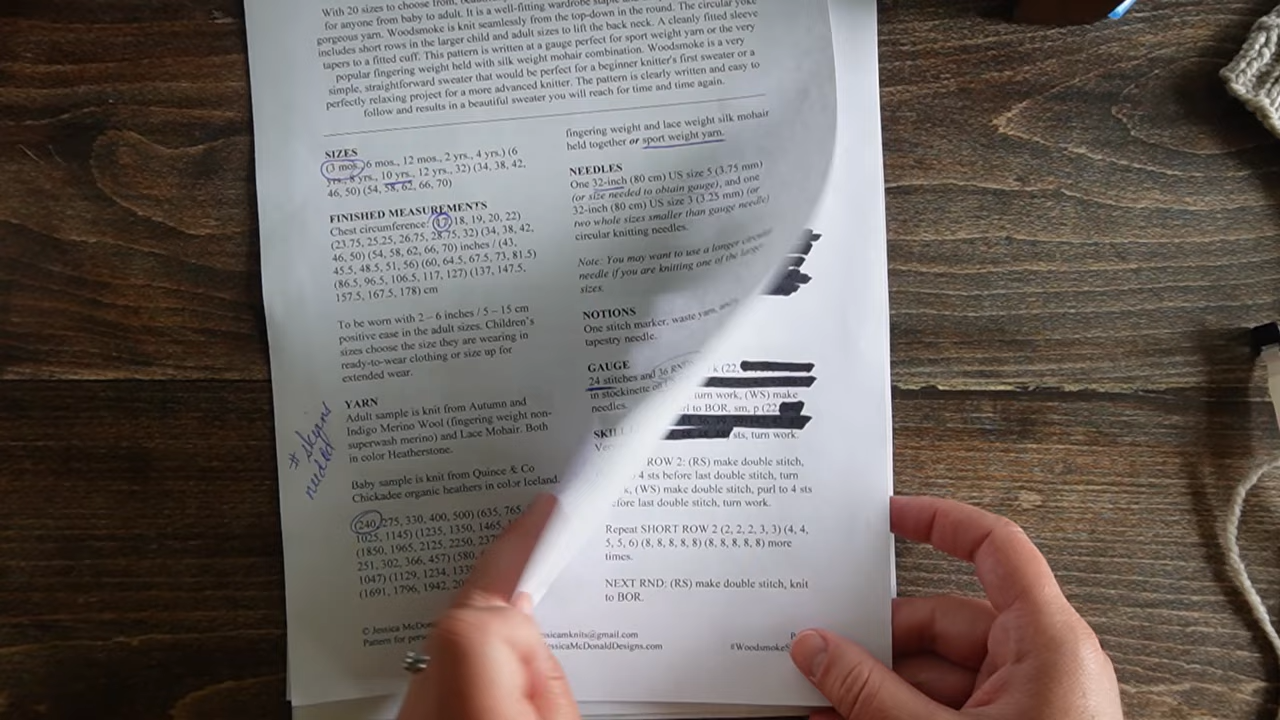 With 20 sizes to choose from,
for anyone from baby to adult. It is a well-fitting wardrobe staple
gorgeous yarn. Woodsmoke is knit seamlessly from the top-down in the round. The circular yoke
includes short rows in the larger child and adult sizes to lift the back neck. A cleanly fitted sleeve
tapers to a fitted cuff. This pattern is written at a gauge perfect for sport weight yarn or the very
popular fingering weight held with silk weight mohair combination. Woodsmoke is a very
simple, straightforward sweater that would be perfect for a beginner knitter's first sweater or a
perfectly relaxing project for a more advanced knitter. The pattern is clearly written and easy to
follow and results in a beautiful sweater you will reach for time and time again.
SIZES
(3 mos., 6 mos., 12 mos., 2 yrs., 4 yrs.) (6
yrs., 8 yrs., 10 yrs., 12 yrs., 32) (34, 38, 42,
46, 50) (54, 58, 62, 66, 70)
FINISHED MEASUREMENTS
Chest circumference: (17, 18, 19, 20, 22)
(23.75, 25.25, 26.75, 28.75, 32) (34, 38, 42,
46, 50) (54, 58, 62, 66, 70) inches / (43,
45.5, 48.5, 51, 56) (60, 64.5, 67.5, 73, 81.5)
(86.5, 96.5, 106.5, 117, 127) (137, 147.5,
157.5, 167.5, 178) cm
To be worn with 2 – 6 inches / 5 – 15 cm
positive ease in the adult sizes. Children's
sizes choose the size they are wearing in
ready-to-wear clothing or size up for
extended wear.
# skeins
needed
YARN
Adult sample is knit from Autumn and
Indigo Merino Wool (fingering weight non-
superwash merino) and Lace Mohair. Both
in color Heatherstone.
Baby sample is knit from Quince & Co
Chickadee organic heathers in color Iceland.
(240, 275, 330, 400, 500) (635, 765,
1025, 1145) (1235, 1350, 1465,
(1850, 1965, 2125, 2250,
251, 302, 366, 457) (580,
1047) (1129, 1234,
(1691, 1796, 1942,
© Jessica
Pattern for
fingering weight and lace weight silk mohair
held together or sport weight yarn.
NEEDLES
One 32-inch (80 cm) US size 5 (3.75 mm)
(or size needed to obtain gauge), and one
32-inch (80 cm) US size 3 (3.25 mm) (or
two whole sizes smaller than gauge needle)
circular knitting needles.
Note: You may want to use a longer circular
needle if you are knitting one of the larger
sizes.
NOTIONS
One stitch marker, waste yarn,
tapestry needle.
GAUGE
24 stitches and 36
in stockinette on
needles.
k (22,
turn work, (WS) make
to BOR, sm, p (22
sts, turn work.
ROW 2: (RS) make double stitch,
4 sts before last double stitch, turn
(WS) make double stitch, purl to 4 sts
before last double stitch, turn work.
Repeat SHORT ROW 2 (2, 2, 2, 3, 3) (4, 4,
5, 5, 6) (8, 8, 8, 8, 8) (8, 8, 8, 8, 8) more
times.
NEXT RND: (RS) make double stitch, knit
to BOR.